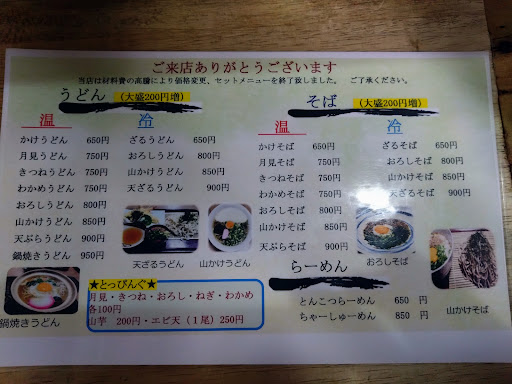 ご来店ありがとうございます
当店は材料費の高騰により価格変更、セットメニューを終了致しました。 ご了承ください。
うどん (大盛200円増)
温
かけうどん 650円
月見うどん 750円
きつねうどん 750円
わかめうどん 750円
おろしうどん 800円
山かけうどん 850円
天ぷらうどん 900円
鍋焼きうどん 950円
冷
ざるうどん 650円
おろしうどん 800円
山かけうどん 850円
天ざるうどん 900円
天ざるうどん
山かけうどん
鍋焼きうどん
★とっぴんぐ★
月見・きつね・おろし・ねぎ・わかめ
各100円
山芋 200円・エビ天(1尾)250円
そば (大盛200円増)
温
かけそば 650円
月見そば 750円
きつねそば 750円
わかめそば 750円
おろしそば 800円
山かけそば 850円
天ぷらそば 900円
冷
ざるそば 650円
おろしそば 800円
山かけそば 850円
天ざるそば 900円
おろしそば
山かけそば
らーめん
とんこつらーめん 650 円
ちゃーしゅーめん 850 円